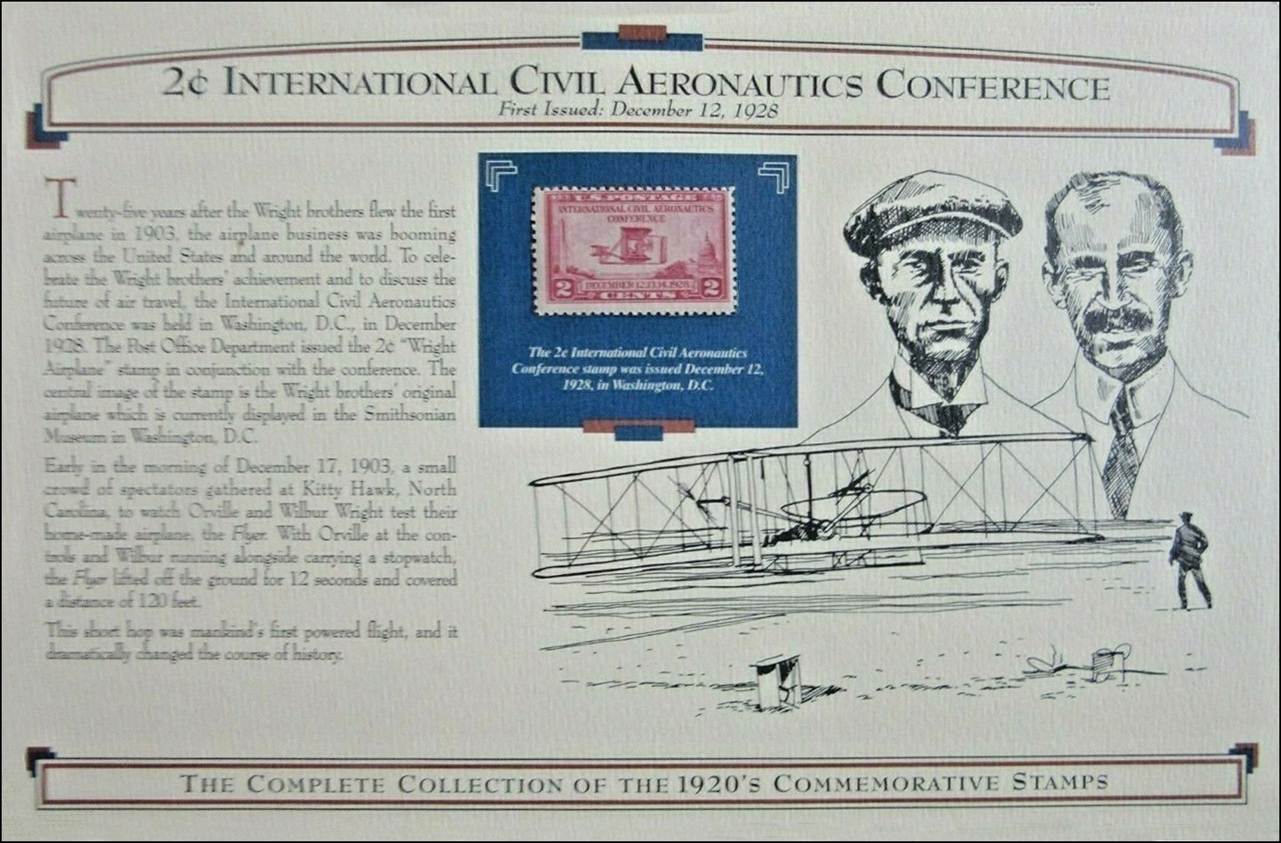 2¢ INTERNATIONAL CIVIL AERONAUTICS CONFERENCE
First Issued: December 12, 1928
Twenty-five years after the Wright brothers flew the first
airplane in 1903, the airplane business was booming
across the United States and around the world. To cele-
brate the Wright brothers' achievement and to discuss the
future of air travel, the International Civil Aeronautics
Conference was held in Washington, D.C., in December
1928. The Post Office Department issued the 2¢ "Wright
Airplane" stamp in conjunction with the conference. The
central image of the stamp is the Wright brothers' original
airplane which is currently displayed in the Smithsonian
Museum in Washington, D.C.
Early in the morning of December 17, 1903, a small
crowd of spectators gathered at Kitty Hawk, North
Carolina, to watch Orville and Wilbur Wright test their
home-made airplane, the Flyer. With Orville at the con-
trols and Wilbur running alongside carrying a stopwatch,
the Flyer lifted off the ground for 12 seconds and covered
a distance of 120 feet.
This short hop was mankind's first powered flight, and it
dramatically changed the course of history.
U.S. POSTAGE
INTERNATIONAL CIVIL AERONAUTICS
CONFERENCE
2 DECEMBER 12,13,14,1928 2
CENTS
The 2c International Civil Aeronautics
Conference stamp was issued December 12,
1928, in Washington, D.C.
THE COMPLETE COLLECTION OF THE 1920'S COMMEMORATIVE STAMPS